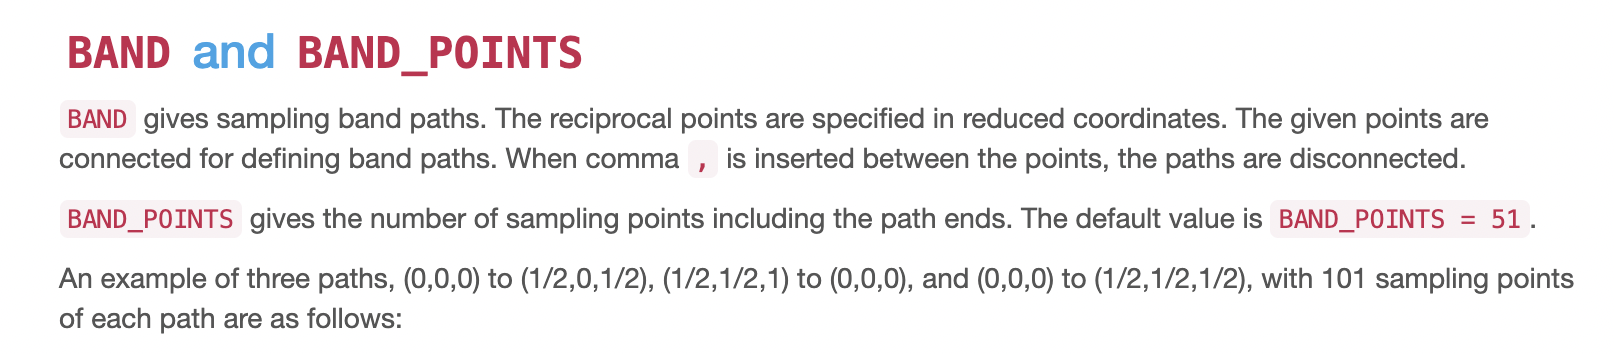 BAND and BAND_POINTS
BAND gives sampling band paths. The reciprocal points are specified in reduced coordinates. The given points are
connected for defining band paths. When comma , is inserted between the points, the paths are disconnected.
BAND_POINTS gives the number of sampling points including the path ends. The default value is BAND_POINTS = 51.
An example of three paths, (0,0,0) to (1/2,0,1/2), (1/2,1/2,1) to (0,0,0), and (0,0,0) to (1/2,1/2,1/2), with 101 sampling points
of each path are as follows: